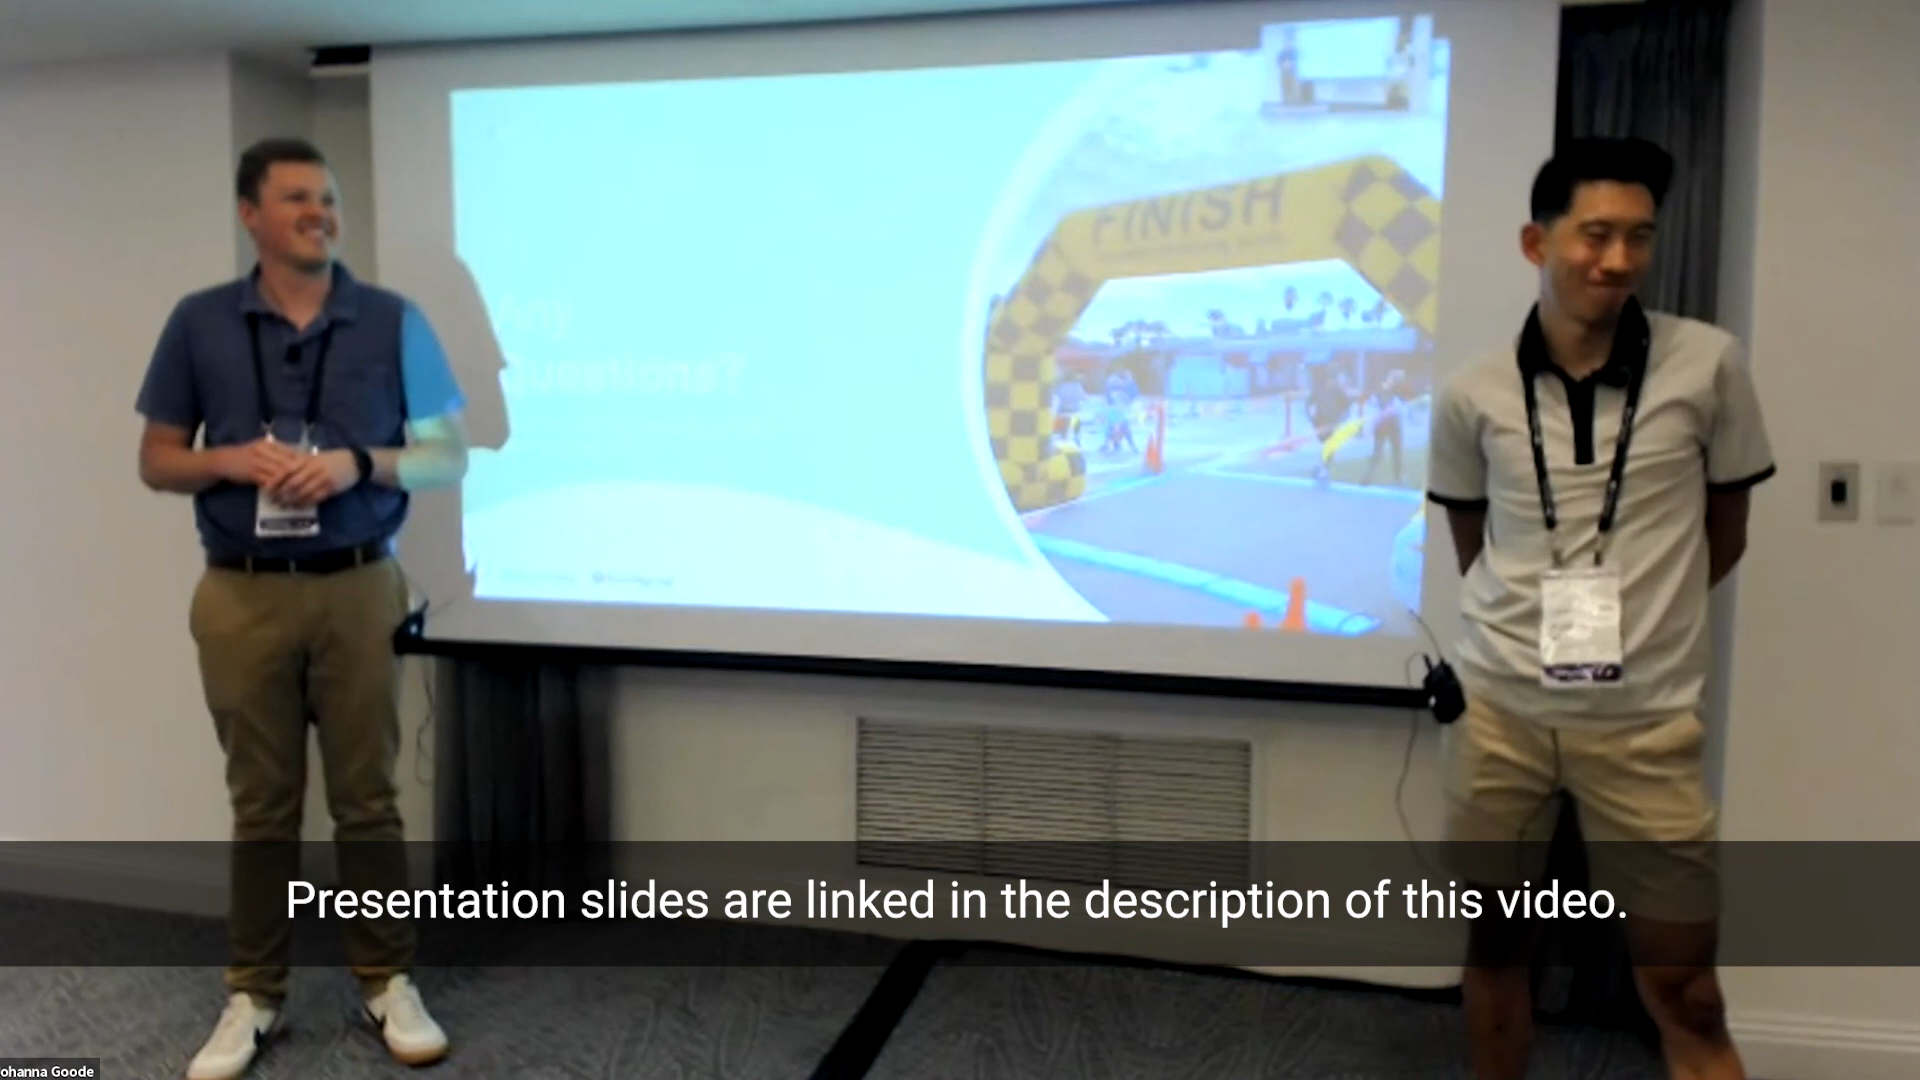 FINISH
Any
Questions?
Presentation slides are linked in the description of this video.
ohanna Goode